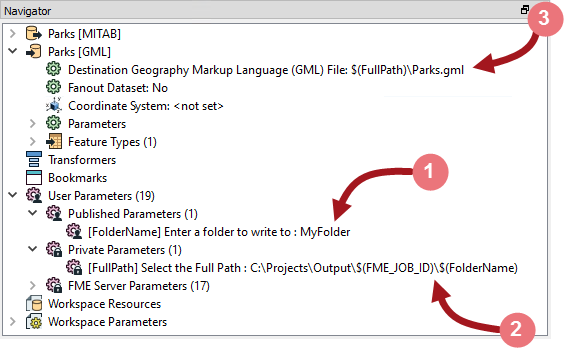 Navigator
3
Parks [MITAB]
Parks [GML]
Destination Geography Markup Language (GML) File: $(FullPath)\Parks.gml
Fanout Dataset: No
Coordinate System: <not set>
Parameters
Feature Types (1)
Transformers
1
Bookmarks
User Parameters (19)
Published Parameters (1)
[FolderName] Enter a folder to write to : MyFolder
Private Parameters (1)
[FullPath] Select the Full Path : C:\Projects\Output\$(FME_JOB_ID)\$(FolderName)
FME Server Parameters (17)
Workspace Resources
Workspace Parameters
2